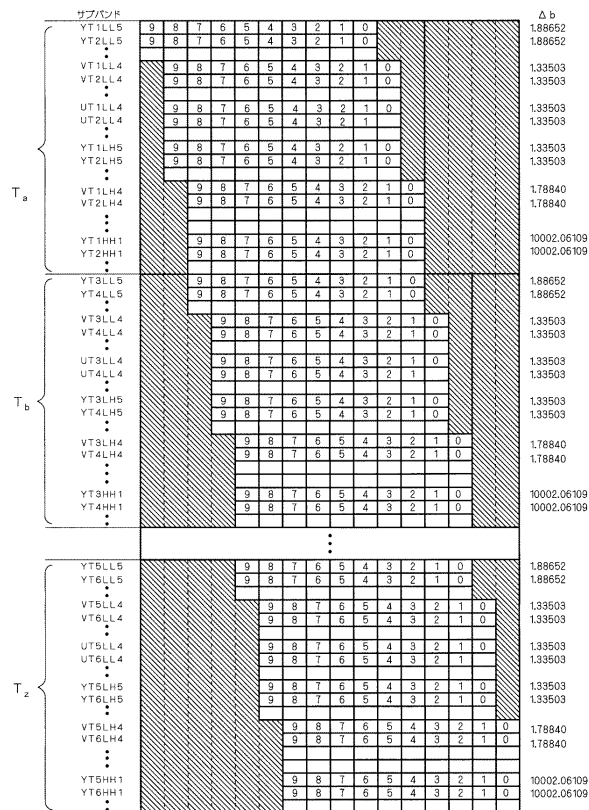 サブバンド Δb
YT1LL5 9 8 7 6 5 4 3 2 1 0 1.88652
YT2LL5 9 8 7 6 5 4 3 2 1 0 1.88652
⋮
VT1LL4 9 8 7 6 5 4 3 2 1 0 1.33503
VT2LL4 9 8 7 6 5 4 3 2 1 0 1.33503
⋮
UT1LL4 9 8 7 6 5 4 3 2 1 0 1.33503
UT2LL4 9 8 7 6 5 4 3 2 1 1.33503
⋮
YT1LH5 9 8 7 6 5 4 3 2 1 0 1.33503
YT2LH5 9 8 7 6 5 4 3 2 1 0 1.33503
⋮
Ta
VT1LH4 9 8 7 6 5 4 3 2 1 0 1.78840
VT2LH4 9 8 7 6 5 4 3 2 1 0 1.78840
⋮
YT1HH1 9 8 7 6 5 4 3 2 1 0 10002.06109
YT2HH1 9 8 7 6 5 4 3 2 1 0 10002.06109
⋮
YT3LL5 9 8 7 6 5 4 3 2 1 0 1.88652
YT4LL5 9 8 7 6 5 4 3 2 1 0 1.88652
⋮
VT3LL4 9 8 7 6 5 4 3 2 1 0 1.33503
VT4LL4 9 8 7 6 5 4 3 2 1 0 1.33503
⋮
UT3LL4 9 8 7 6 5 4 3 2 1 0 1.33503
UT4LL4 9 8 7 6 5 4 3 2 1 1.33503
⋮
Tb
YT3LH5 9 8 7 6 5 4 3 2 1 0 1.33503
YT4LH5 9 8 7 6 5 4 3 2 1 0 1.33503
⋮
VT3LH4 9 8 7 6 5 4 3 2 1 0 1.78840
VT4LH4 9 8 7 6 5 4 3 2 1 0 1.78840
⋮
YT3HH1 9 8 7 6 5 4 3 2 1 0 10002.06109
YT4HH1 9 8 7 6 5 4 3 2 1 0 10002.06109
⋮
⋮
YT5LL5 9 8 7 6 5 4 3 2 1 0 1.88652
YT6LL5 9 8 7 6 5 4 3 2 1 0 1.88652
⋮
VT5LL4 9 8 7 6 5 4 3 2 1 0 1.33503
VT6LL4 9 8 7 6 5 4 3 2 1 0 1.33503
⋮
UT5LL4 9 8 7 6 5 4 3 2 1 0 1.33503
UT6LL4 9 8 7 6 5 4 3 2 1 1.33503
⋮
Tz
YT5LH5 9 8 7 6 5 4 3 2 1 0 1.33503
YT6LH5 9 8 7 6 5 4 3 2 1 0 1.33503
⋮
VT5LH4 9 8 7 6 5 4 3 2 1 0 1.78840
VT6LH4 9 8 7 6 5 4 3 2 1 0 1.78840
⋮
YT5HH1 9 8 7 6 5 4 3 2 1 0 10002.06109
YT6HH1 9 8 7 6 5 4 3 2 1 0 10002.06109
⋮